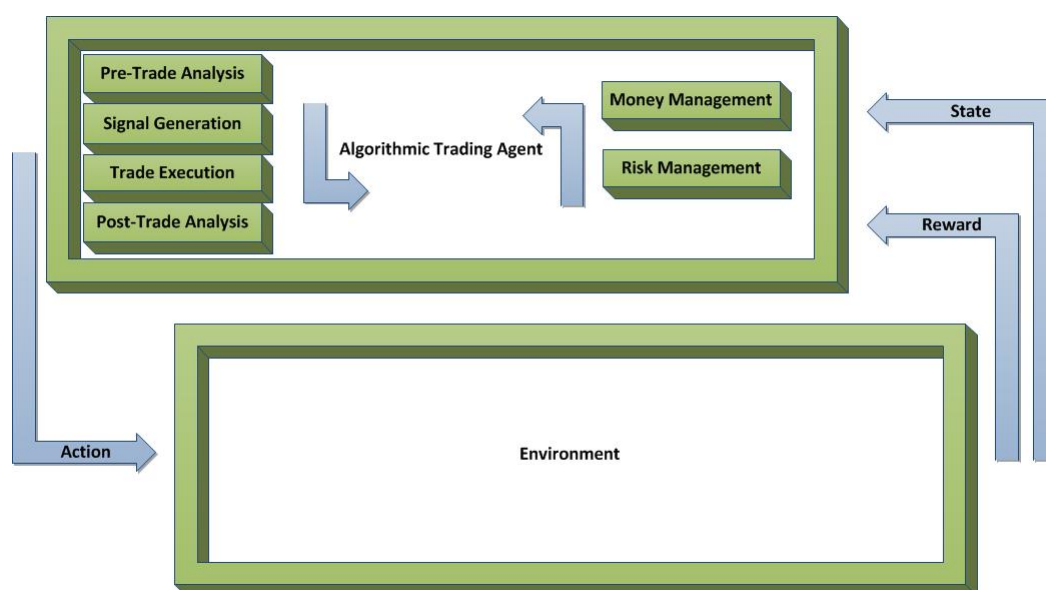 Pre-Trade Analysis
Signal Generation
Trade Execution
Post-Trade Analysis
Algorithmic Trading Agent
Money Management
Risk Management
State
Reward
Action
Environment